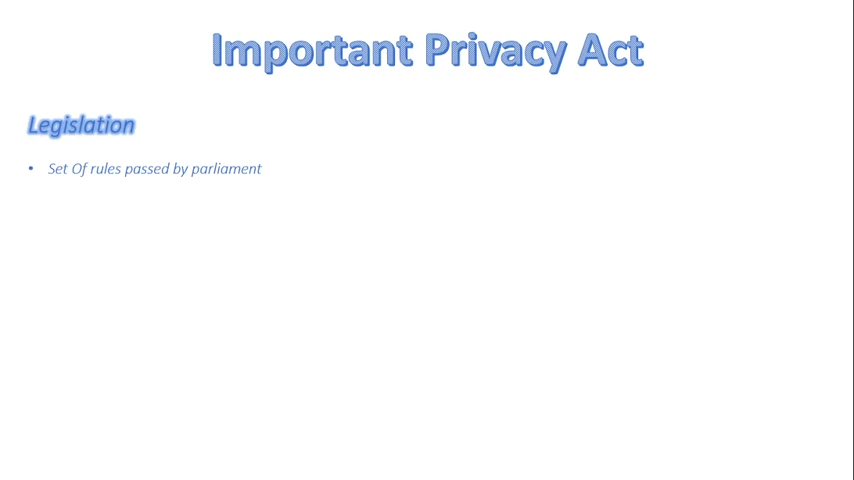 Important Privacy Act
Legislation
• Set Of rules passed by parliament